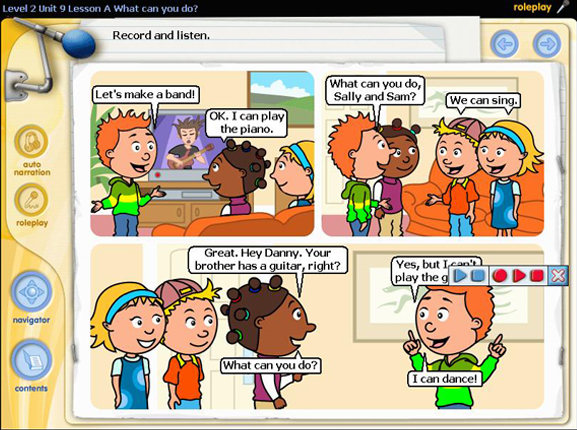 Level 2 Unit 9 Lesson A What can you do?
roleplay
Record and listen.
Let's make a band!
OK. I can play
the piano.
What can you do,
Sally and Sam?
We can sing.
auto
narration
roleplay
navigator
contents
Great. Hey Danny. Your
brother has a guitar, right?
What can you do?
Yes, but I can't
play the
I can dance!